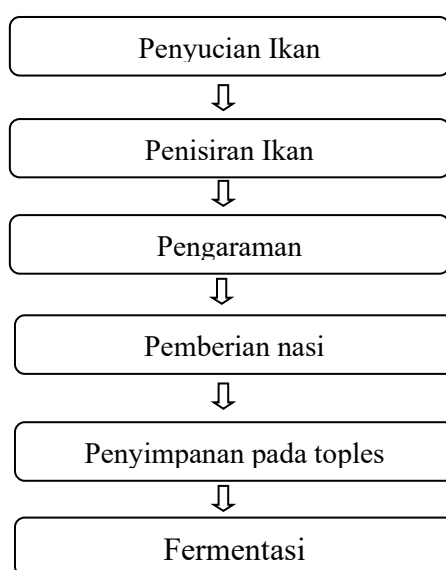 Penyucian Ikan
Penisiran Ikan
Pengaraman
Pemberian nasi
Penyimpanan pada toples
Fermentasi